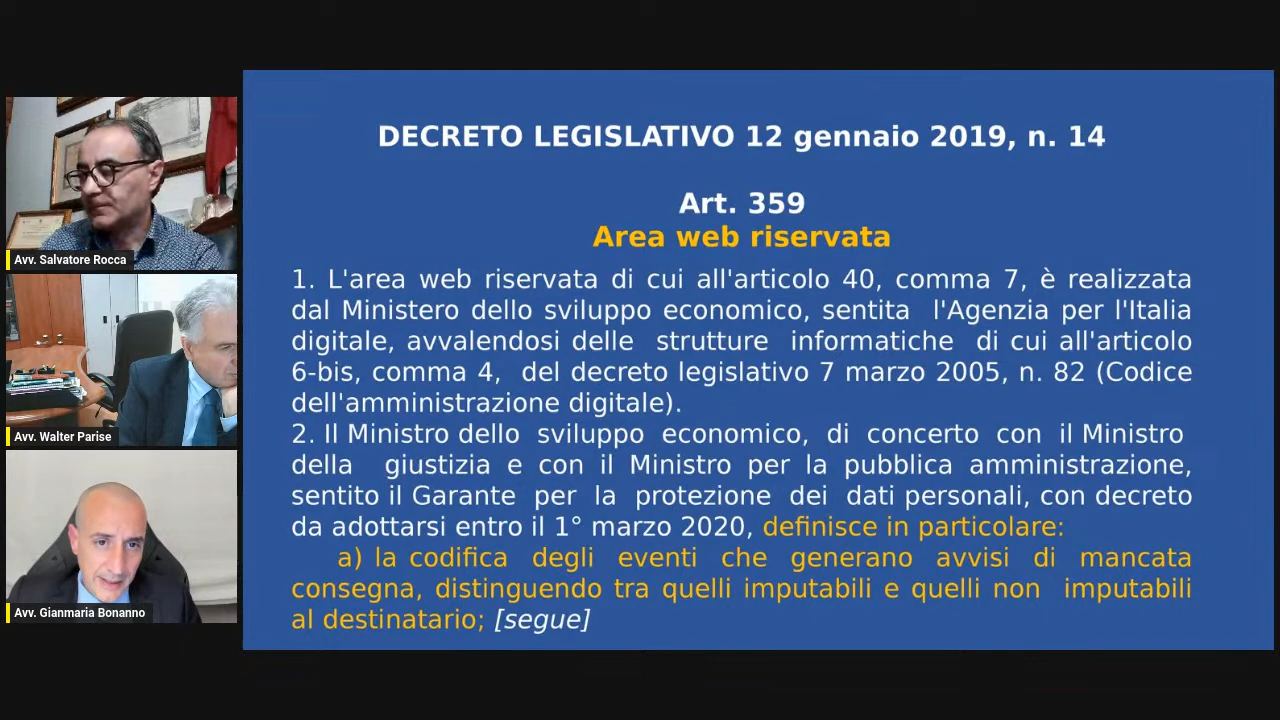 DECRETO LEGISLATIVO 12 gennaio 2019, n. 14
Art. 359
Area web riservata
1. L'area web riservata di cui all'articolo 40, comma 7, è realizzata
dal Ministero dello sviluppo economico, sentita l'Agenzia per l'Italia
digitale, avvalendosi delle strutture informatiche di cui all'articolo
6-bis, comma 4, del decreto legislativo 7 marzo 2005, n. 82 (Codice
dell'amministrazione digitale).
2. Il Ministro dello sviluppo economico, di concerto con il Ministro
della giustizia e con il Ministro per la pubblica amministrazione,
sentito il Garante per la protezione dei dati personali, con decreto
da adottarsi entro il 1° marzo 2020, definisce in particolare:
a) la codifica degli eventi che generano avvisi di mancata
consegna, distinguendo tra quelli imputabili e quelli non imputabili
al destinatario; [segue]
Avv. Salvatore Rocca
Avv. Walter Parise
Avv. Gianmaria Bonanno